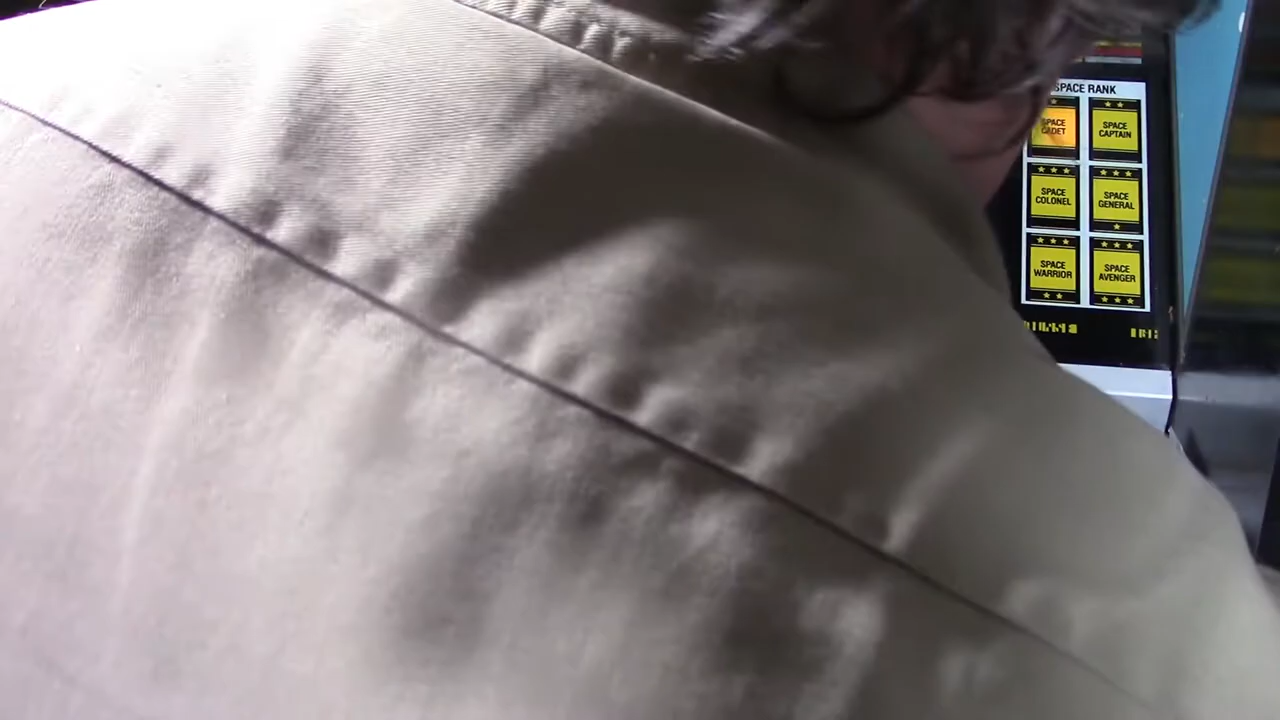 SPACE RANK
SPACE
CADET
SPACE
CAPTAIN
SPACE
COLONEL
SPACE
GENERAL
SPACE
WARRIOR
SPACE
AVENGER